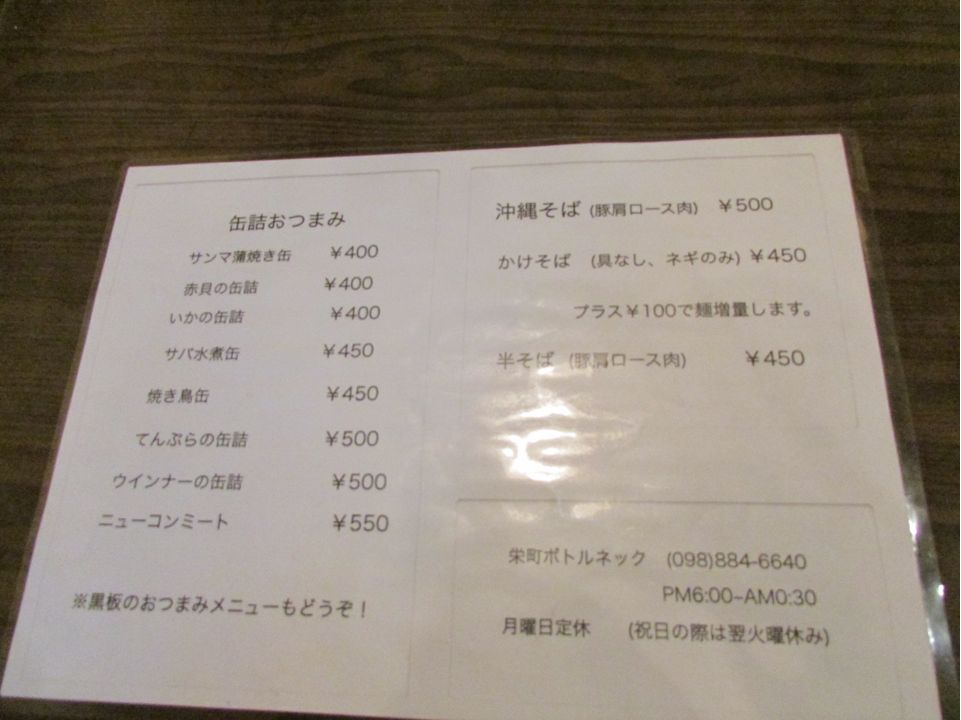 缶詰おつまみ
サンマ蒲焼き缶 ￥400
赤貝の缶詰 ￥400
いかの缶詰 ￥400
サバ水煮缶 ￥450
焼き鳥缶 ￥450
てんぷらの缶詰 ￥500
ウインナーの缶詰 ￥500
ニューコンミート ￥550
※黒板のおつまみメニューもどうぞ！
沖縄そば (豚肩ロース肉) ￥500
かけそば (具なし、ネギのみ) ￥450
プラス￥100で麺増量します。
半そば (豚肩ロース肉) ￥450
栄町ボトルネック (098)884-6640
PM6:00~AM0:30
月曜日定休 (祝日の際は翌火曜休み)